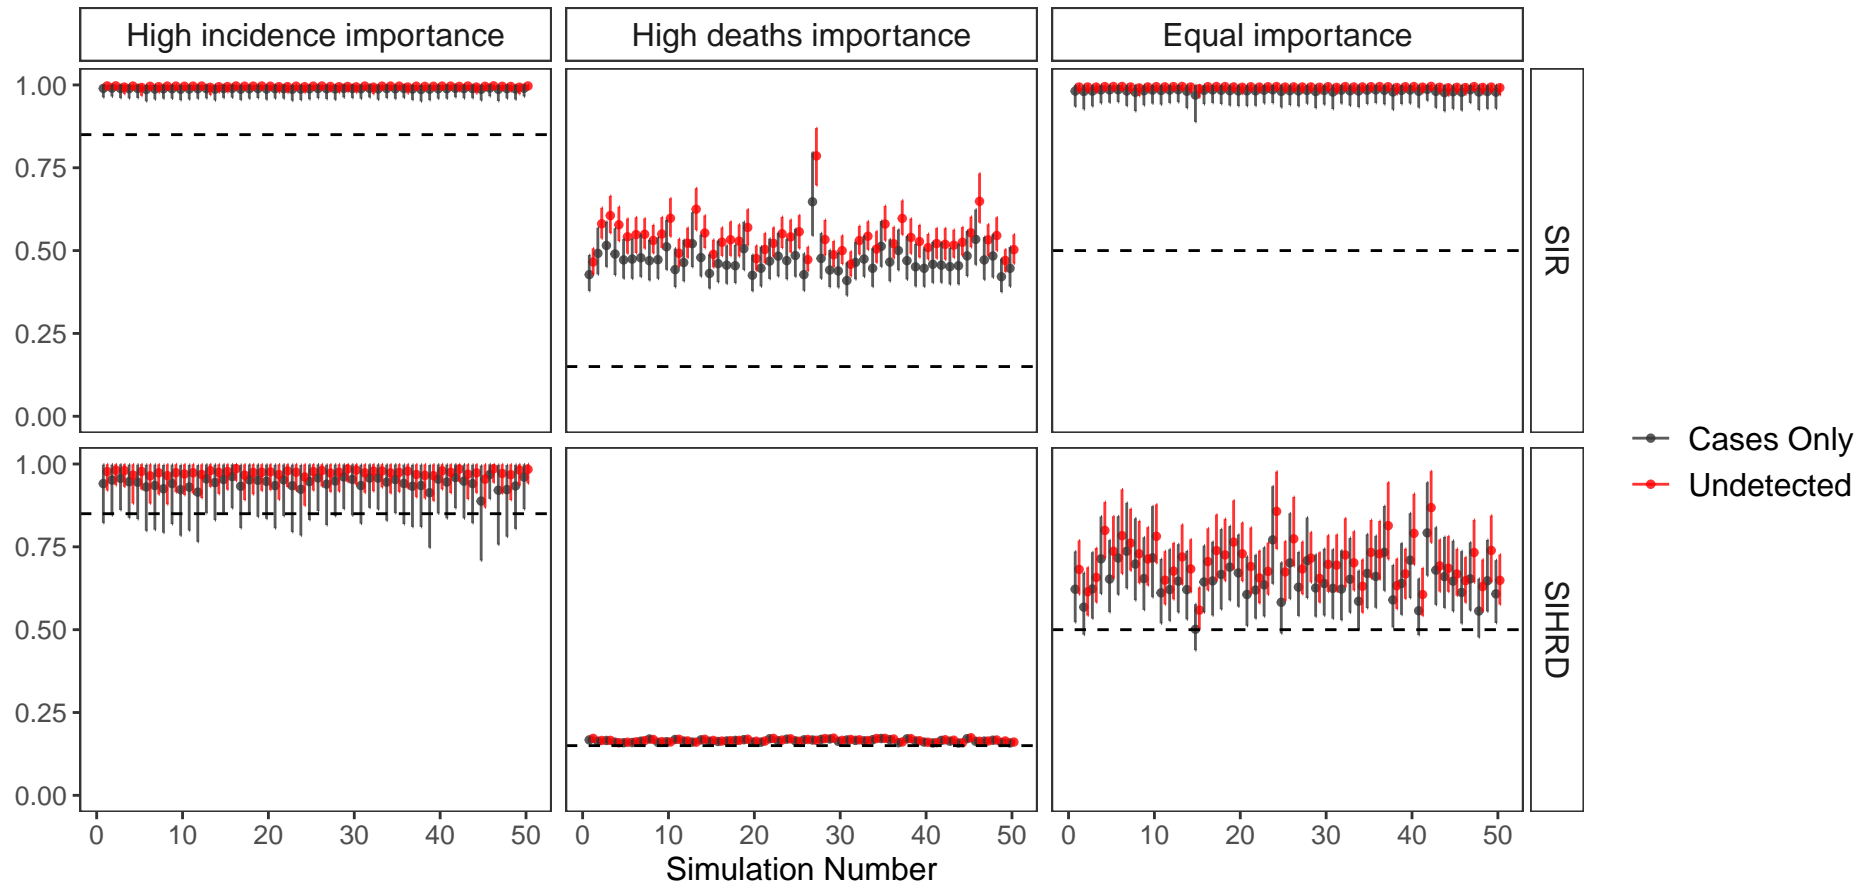 High incidence importance High deaths importance Equal importance
1.00
0.75
0.50
0.25
0.00
SIR
1.00
0.75
0.50
0.25
0.00
SIHRD
0 10 20 30 40 50 0 10 20 30 40 50 0 10 20 30 40 50
Simulation Number
Cases Only
Undetected